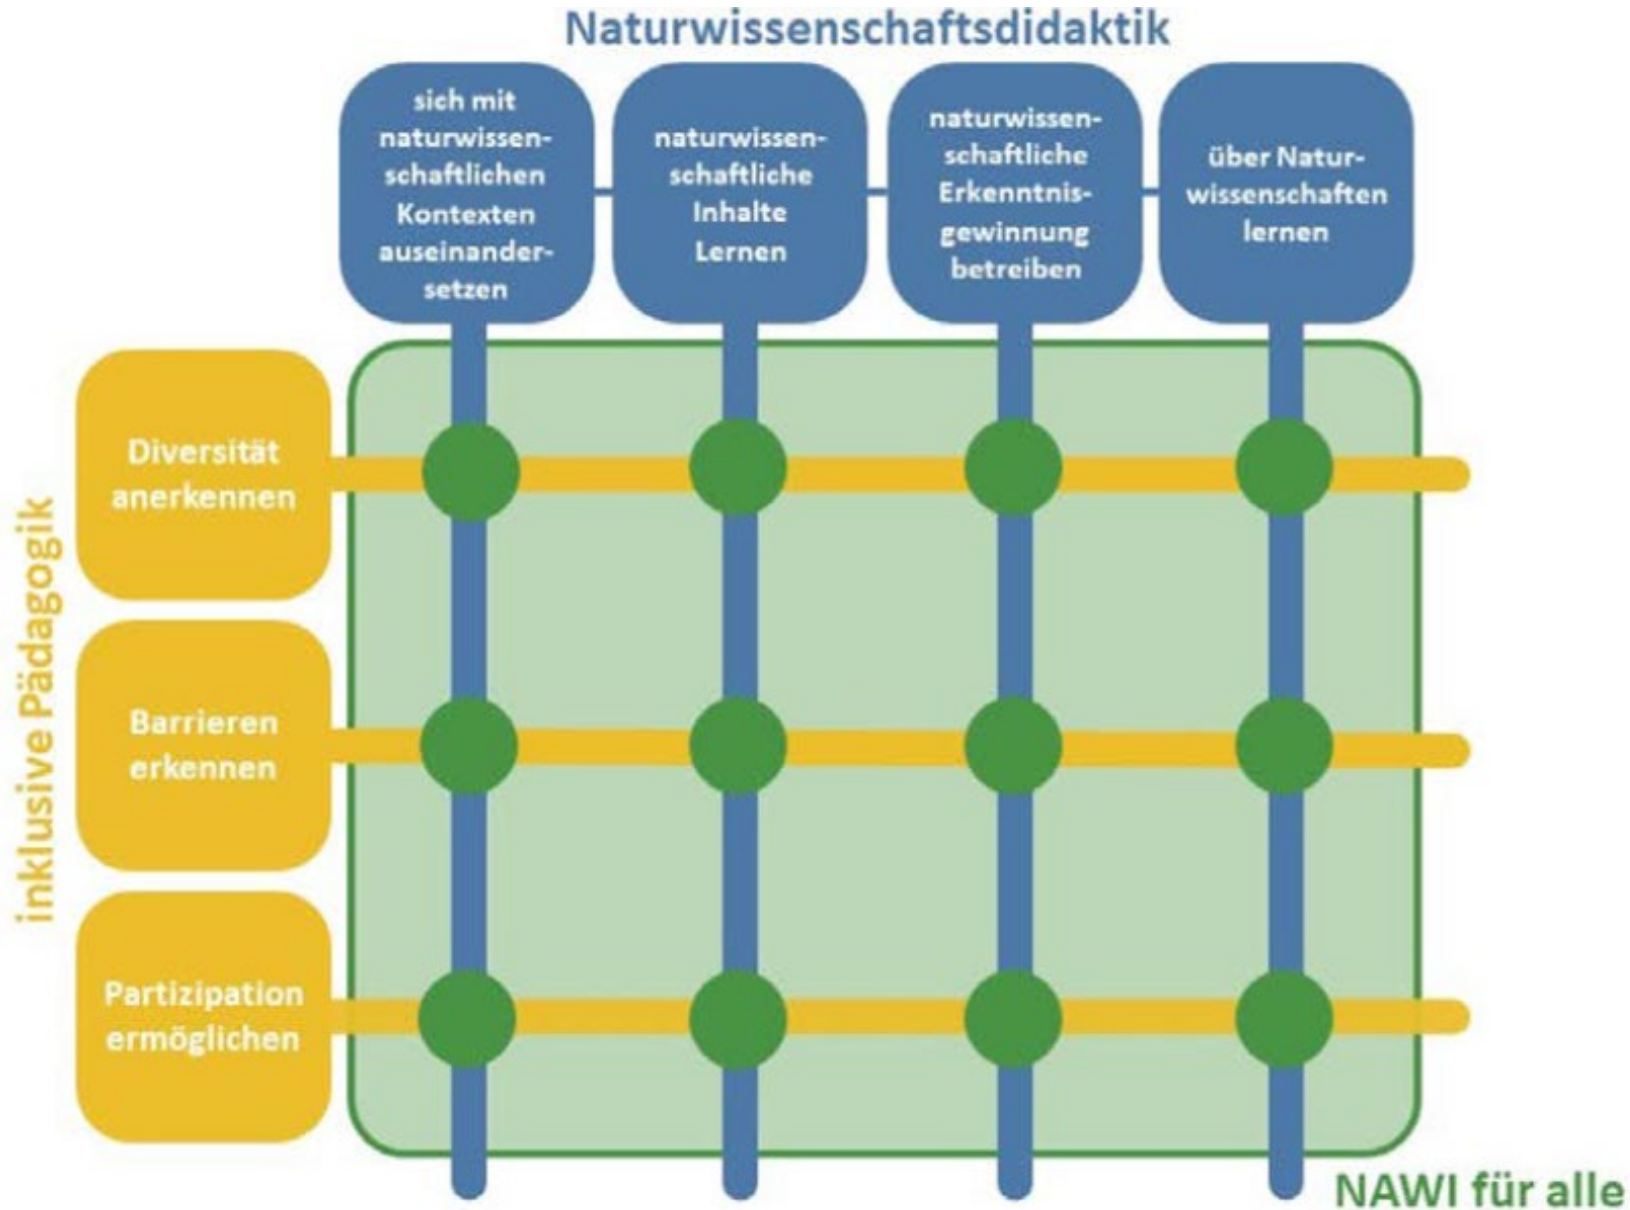 Naturwissenschaftsdidaktik
sich mit
naturwissen-
schaftlichen
Kontexten
auseinander-
setzen
naturwissen-
schaftliche
Inhalte
Lernen
naturwissen-
schaftliche
Erkenntnis-
gewinnung
betreiben
über Natur-
wissenschaften
lernen
inklusive Pädagogik
Diversität
anerkennen
Barrieren
erkennen
Partizipation
ermöglichen
NAWI für alle